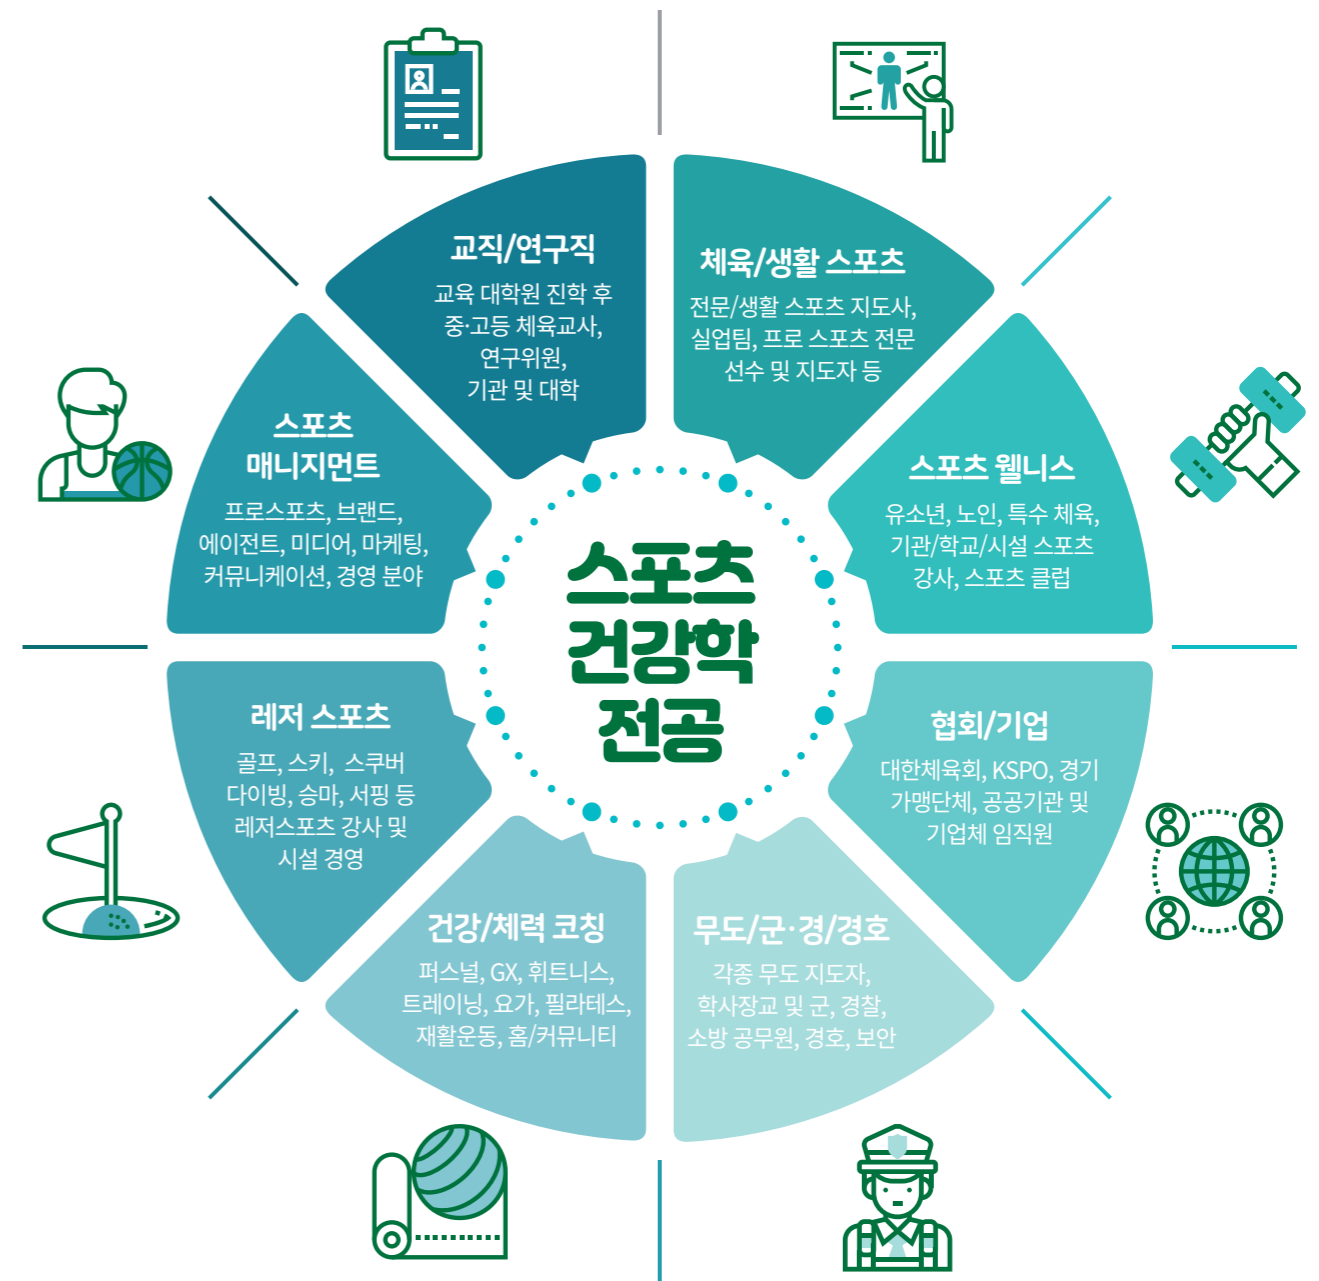 교직/연구직
교육 대학원 진학 후
중·고등 체육교사,
연구위원,
기관 및 대학
체육/생활 스포츠
전문/생활 스포츠 지도사,
실업팀, 프로 스포츠 전문
선수 및 지도자 등
스포츠
매니지먼트
프로스포츠, 브랜드,
에이전트, 미디어, 마케팅,
커뮤니케이션, 경영 분야
스포츠 웰니스
유소년, 노인, 특수 체육,
기관/학교/시설 스포츠
강사, 스포츠 클럽
스포츠
건강학
전공
레저 스포츠
골프, 스키, 스쿠버
다이빙, 승마, 서핑 등
레저스포츠 강사 및
시설 경영
협회/기업
대한체육회, KSPO, 경기
가맹단체, 공공기관 및
기업체 임직원
건강/체력 코칭
퍼스널, GX, 휘트니스,
트레이닝, 요가, 필라테스,
재활운동, 홈/커뮤니티
무도/군·경/경호
각종 무도 지도자,
학사장교 및 군, 경찰,
소방 공무원, 경호, 보안